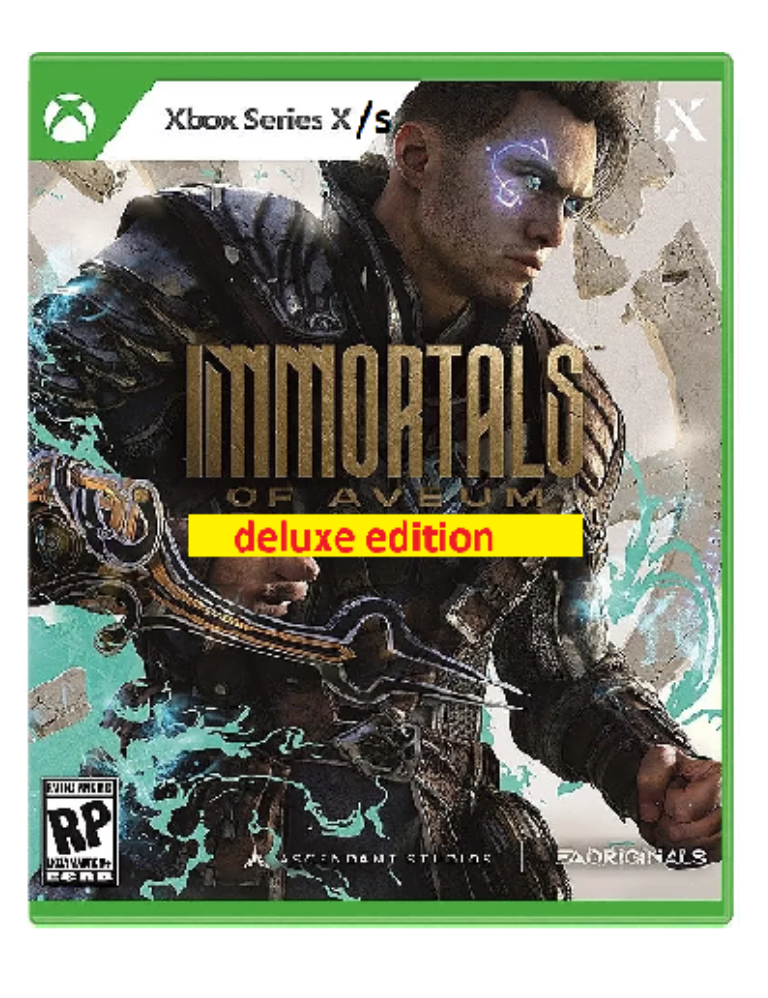 Xbox Series X/s
X
IMMORTALS
OF AVEUM
deluxe edition
RP
ASCENDANT STUDIOS
EA ORIGINALS